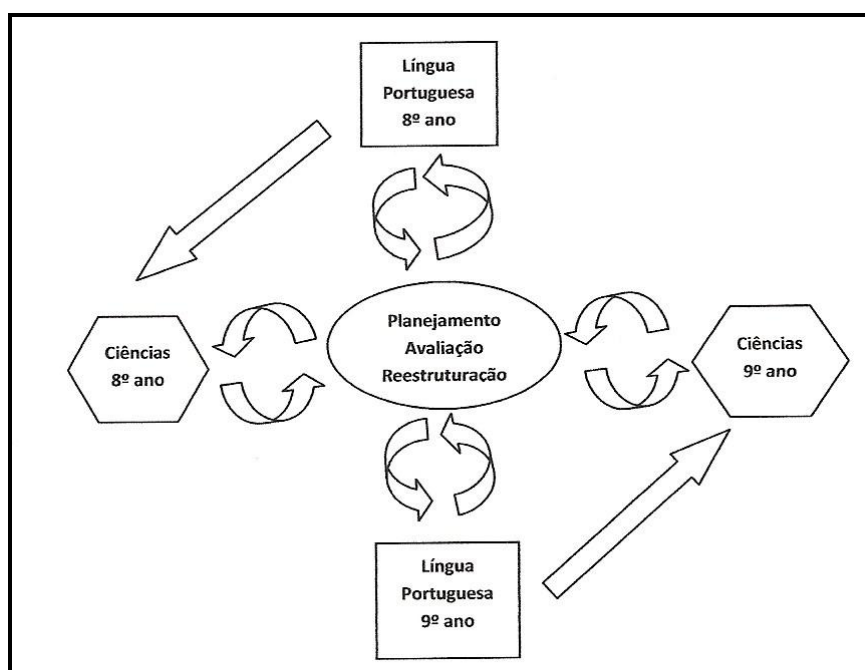 Língua
Portuguesa
8º ano
Ciências
8º ano
Planejamento
Avaliação
Reestruturação
Ciências
9º ano
Língua
Portuguesa
9º ano